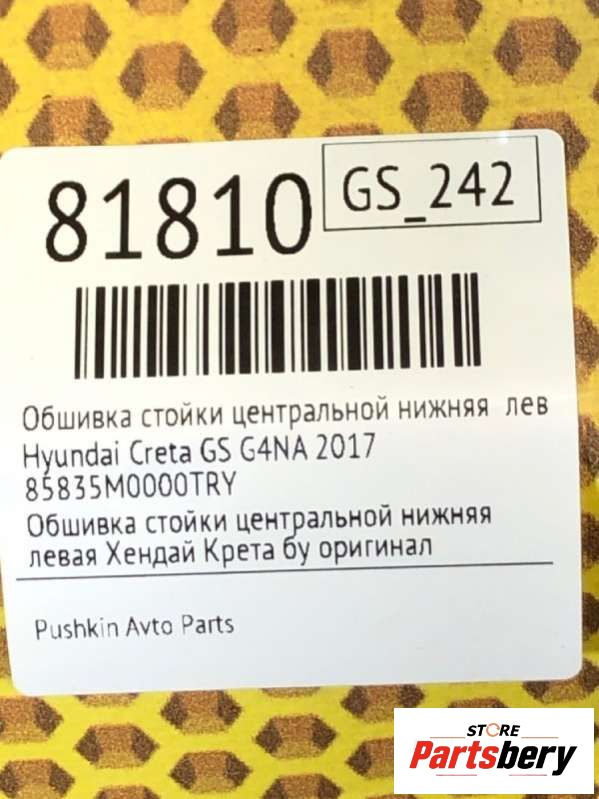 81810
GS_242
Обшивка стойки центральной нижняя лев
Hyundai Creta GS G4NA 2017
85835M0000TRY
Обшивка стойки центральной нижняя
левая Хендай Крета бу оригинал
Pushkin Avto Parts
STORE
Partsbery